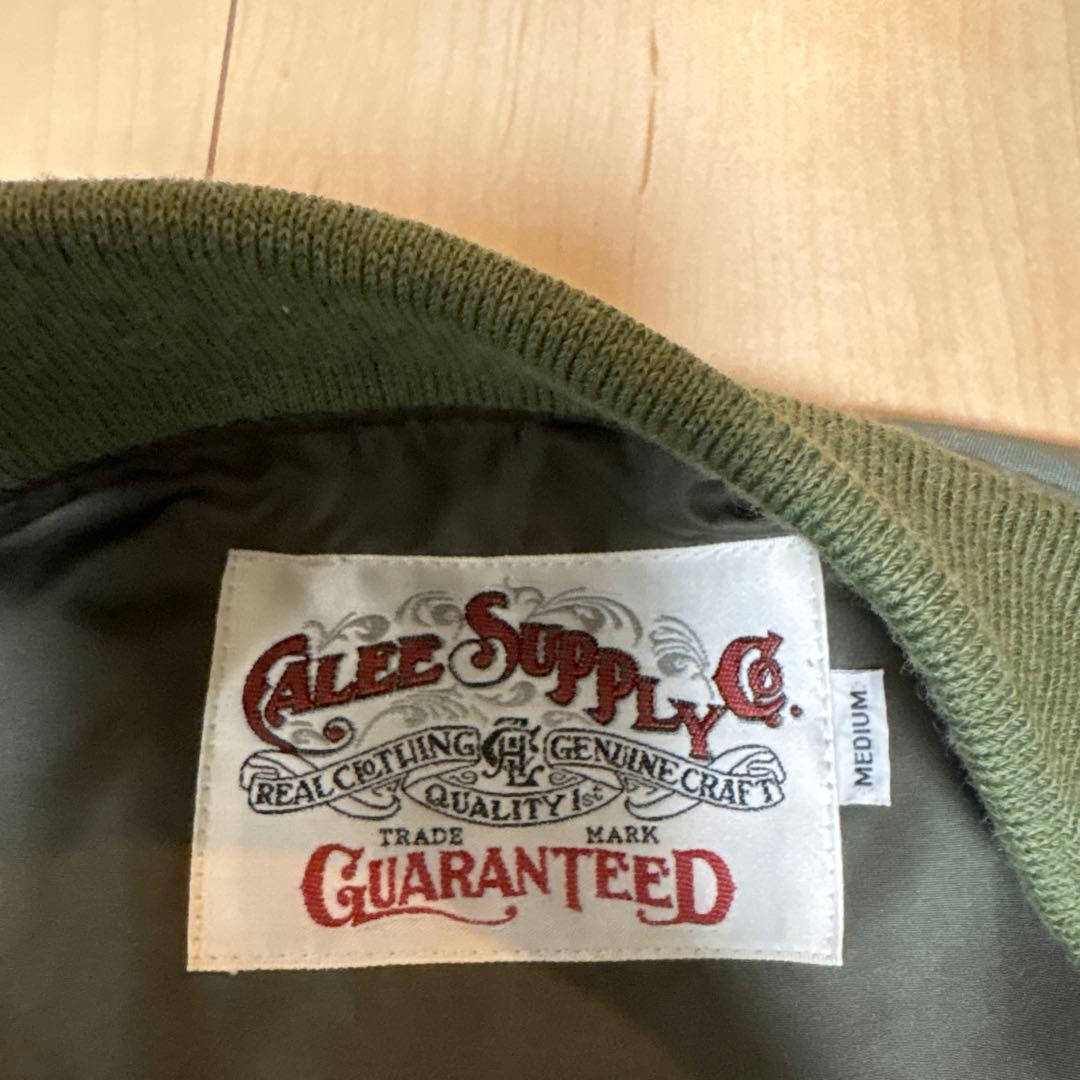 CALEE SUPPLY CO.
REAL CLOTHING GENUINE CRAFT
QUALITY 1st
TRADE MARK
GUARANTEED
MEDIUM